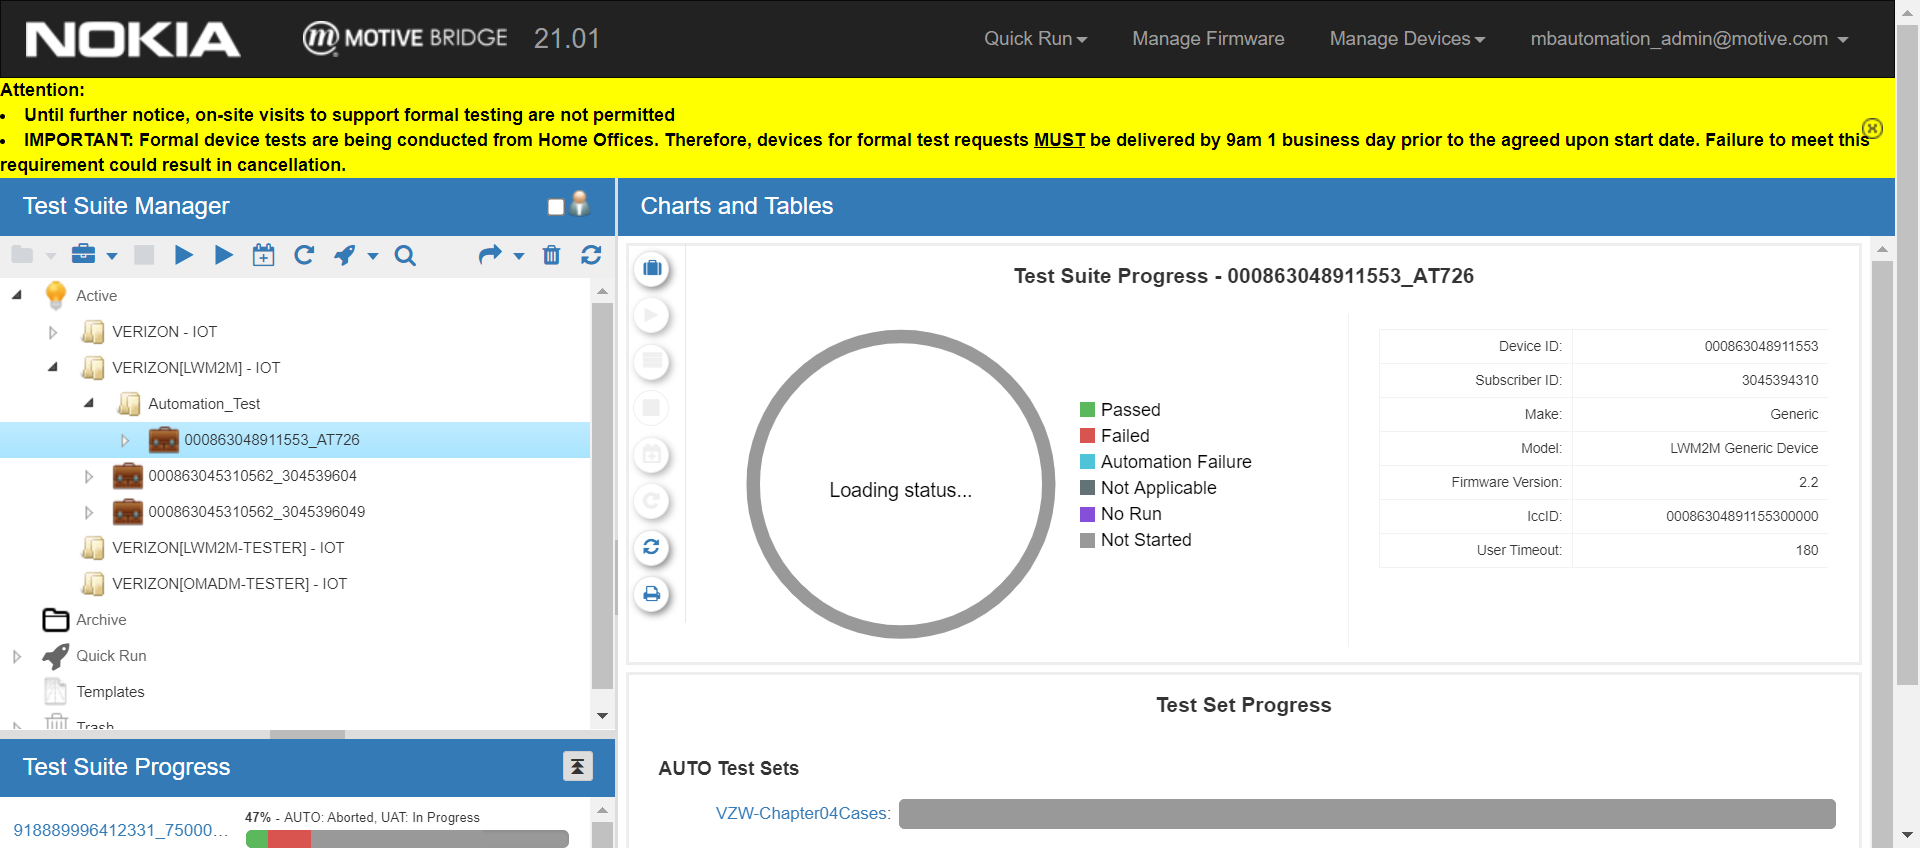 NOKIA
MOTIVE BRIDGE 21.01
Quick Run
Manage Firmware
Manage Devices
mbautomation_admin@motive.com
Attention:
• Until further notice, on-site visits to support formal testing are not permitted
• IMPORTANT: Formal device tests are being conducted from Home Offices. Therefore, devices for formal test requests MUST be delivered by 9am 1 business day prior to the agreed upon start date. Failure to meet this
requirement could result in cancellation.
Test Suite Manager
Active
VERIZON - IOT
VERIZON[LWM2M] - IOT
Automation_Test
000863048911553_AT726
000863045310562_304539604
000863045310562_3045396049
VERIZON[LWM2M-TESTER] - IOT
VERIZON[OMADM-TESTER] - IOT
Archive
Quick Run
Templates
Trash
Test Suite Progress
918889996412331_75000...
47% - AUTO: Aborted, UAT: In Progress
Charts and Tables
Test Suite Progress - 000863048911553_AT726
Loading status...
Passed
Failed
Automation Failure
Not Applicable
No Run
Not Started
Device ID: 000863048911553
Subscriber ID: 3045394310
Make: Generic
Model: LWM2M Generic Device
Firmware Version: 2.2
IccID: 00086304891155300000
User Timeout: 180
Test Set Progress
AUTO Test Sets
VZW-Chapter04Cases: